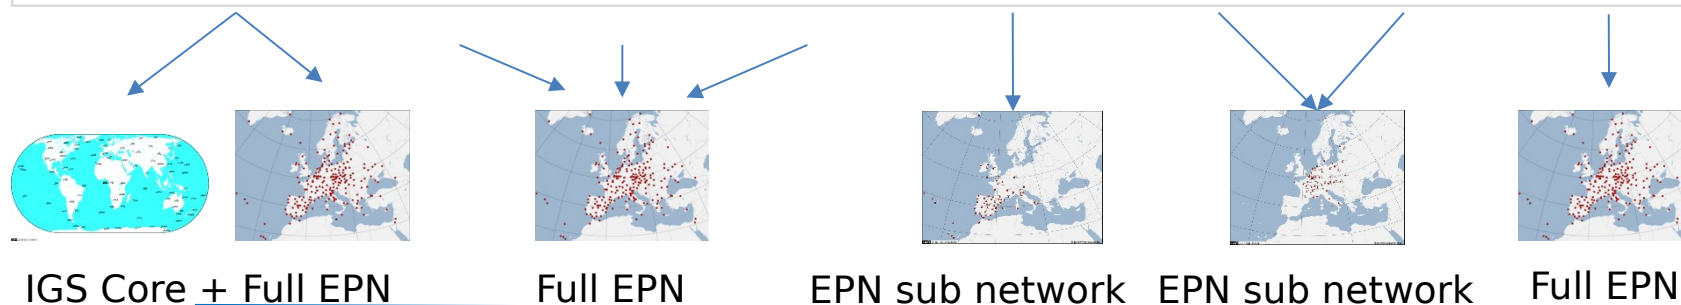 IGS Core + Full EPN
Full EPN
EPN sub network
EPN sub network
Full EPN